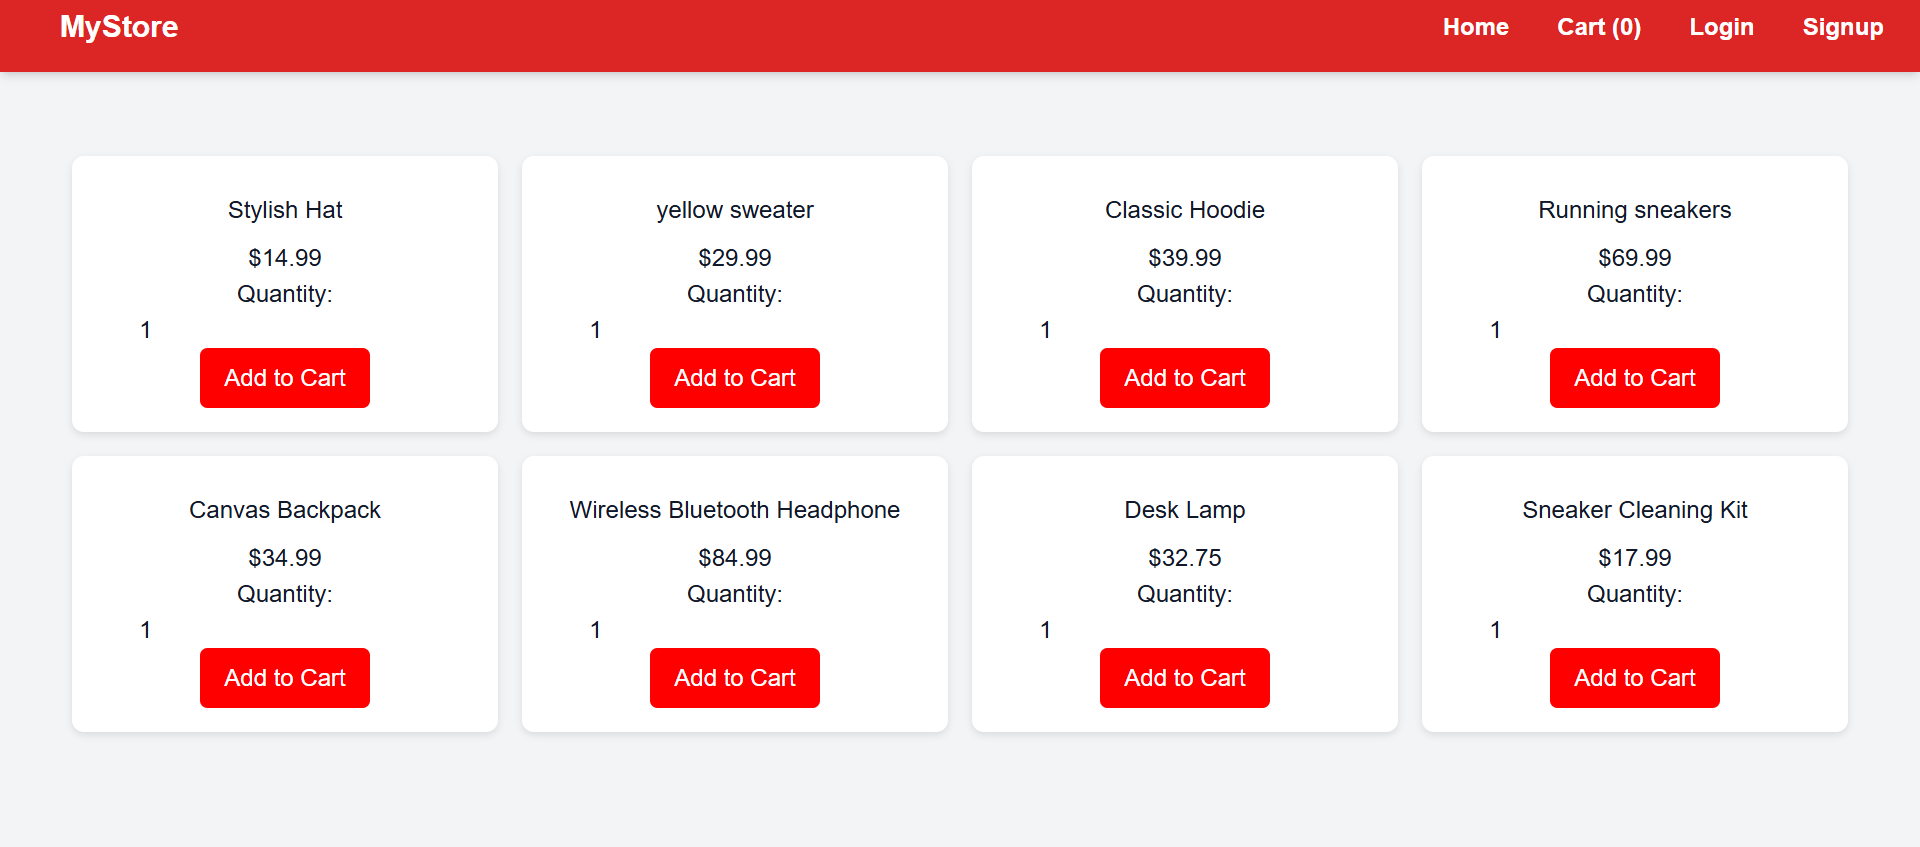 MyStore
Home Cart (0) Login Signup
Stylish Hat
$14.99
Quantity:
1
Add to Cart
yellow sweater
$29.99
Quantity:
1
Add to Cart
Classic Hoodie
$39.99
Quantity:
1
Add to Cart
Running sneakers
$69.99
Quantity:
1
Add to Cart
Canvas Backpack
$34.99
Quantity:
1
Add to Cart
Wireless Bluetooth Headphone
$84.99
Quantity:
1
Add to Cart
Desk Lamp
$32.75
Quantity:
1
Add to Cart
Sneaker Cleaning Kit
$17.99
Quantity:
1
Add to Cart